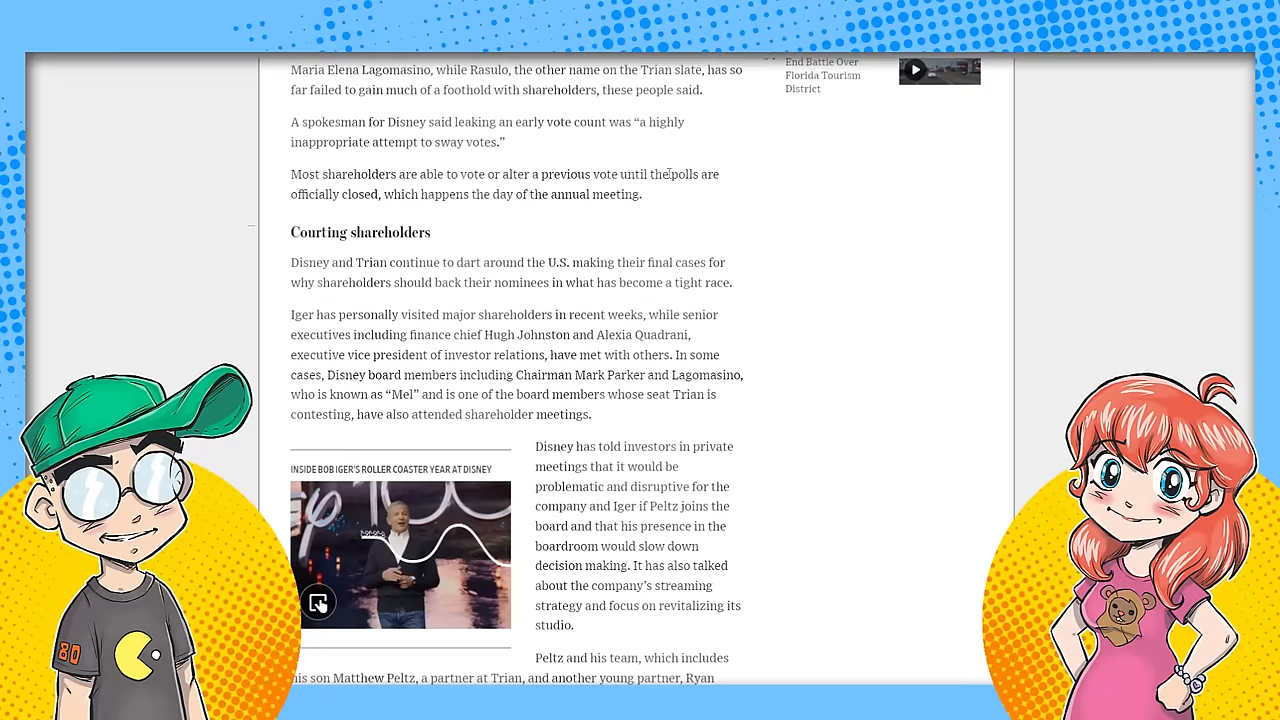 Maria Elena Lagomasino, while Rasulo, the other name on the Trian slate, has so
far failed to gain much of a foothold with shareholders, these people said.
A spokesman for Disney said leaking an early vote count was “a highly
inappropriate attempt to sway votes.”
Most shareholders are able to vote or alter a previous vote until the polls are
officially closed, which happens the day of the annual meeting.
Courting shareholders
Disney and Trian continue to dart around the U.S. making their final cases for
why shareholders should back their nominees in what has become a tight race.
Iger has personally visited major shareholders in recent weeks, while senior
executives including finance chief Hugh Johnston and Alexia Quadrani,
executive vice president of investor relations, have met with others. In some
cases, Disney board members including Chairman Mark Parker and Lagomasino,
who is known as “Mel” and is one of the board members whose seat Trian is
contesting, have also attended shareholder meetings.
INSIDE BOB IGER'S ROLLER COASTER YEAR AT DISNEY
100
Disney has told investors in private
meetings that it would be
problematic and disruptive for the
company and Iger if Peltz joins the
board and that his presence in the
boardroom would slow down
decision making. It has also talked
about the company’s streaming
strategy and focus on revitalizing its
studio.
Peltz and his team, which includes
his son Matthew Peltz, a partner at Trian, and another young partner, Ryan
End Battle Over
Florida Tourism
District
80